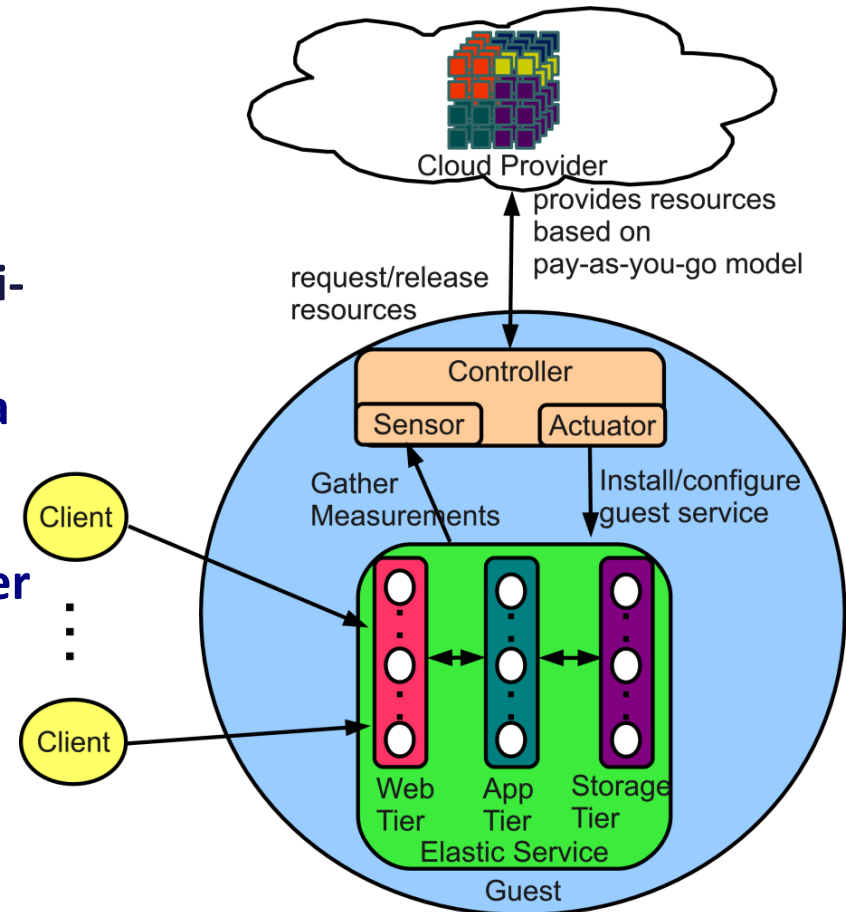 Cloud Provider
provides resources
based on
pay-as-you-go model
request/release
resources
i-
a
er
Controller
Sensor
Actuator
Gather
Measurements
Install/configure
guest service
Client
Client
Web
Tier
App
Tier
Storage
Tier
Elastic Service
Guest